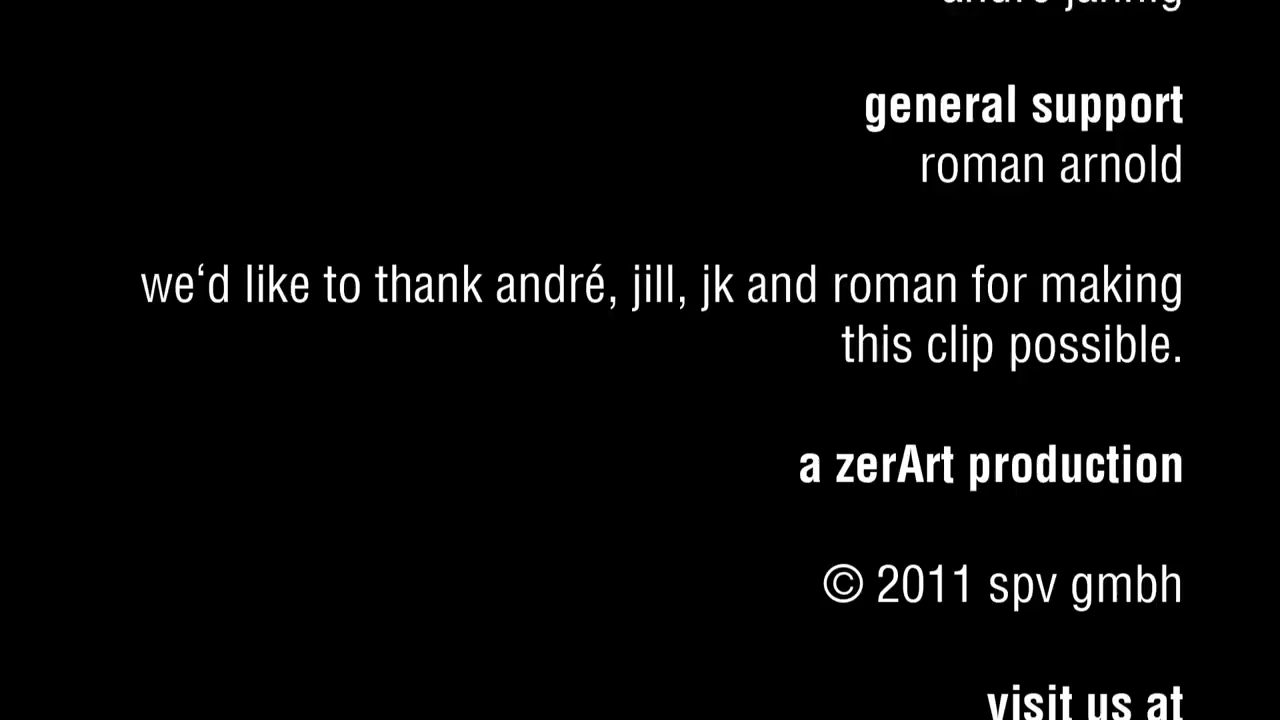 general support
roman arnold
we‘d like to thank andré, jill, jk and roman for making
this clip possible.
a zerArt production
© 2011 spv gmbh
visit us at